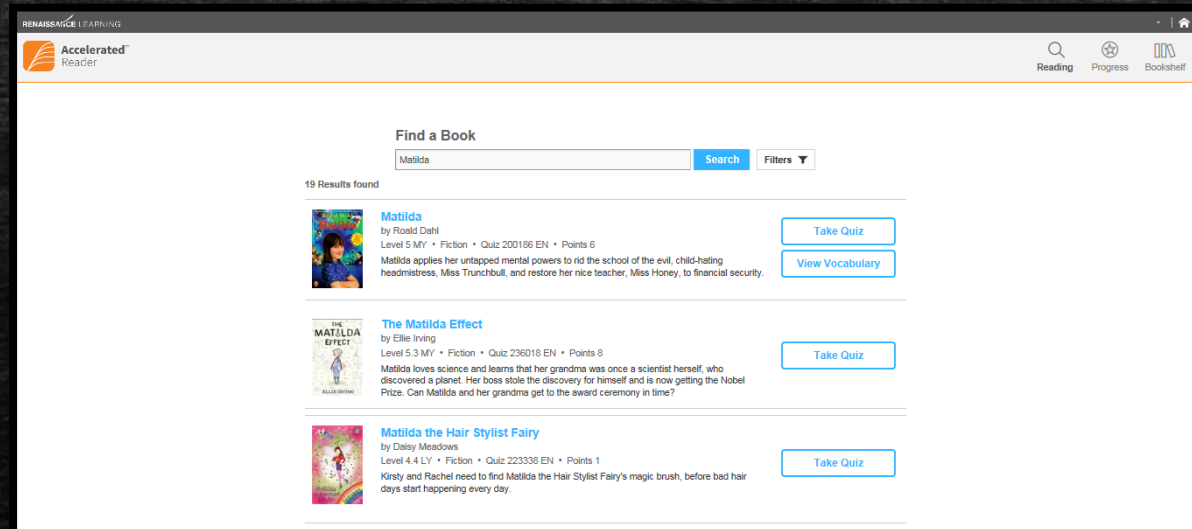 RENAISSANCE LEARNING
Accelerated™
Reader
Reading
Progress
Bookshelf
Find a Book
Matilda
Search
Filters
19 Results found
Matilda
by Roald Dahl
Level 5 MY • Fiction • Quiz 200186 EN • Points 6
Matilda applies her untapped mental powers to rid the school of the evil, child-hating
headmistress, Miss Trunchbull, and restore her nice teacher, Miss Honey, to financial security.
Take Quiz
View Vocabulary
THE
MATILDA
EFFECT
ELLIE IRVING
The Matilda Effect
by Ellie Irving
Level 5.3 MY • Fiction • Quiz 236018 EN • Points 8
Matilda loves science and learns that her grandma was once a scientist herself, who
discovered a planet. Her boss stole the discovery for himself and is now getting the Nobel
Prize. Can Matilda and her grandma get to the award ceremony in time?
Take Quiz
Matilda the Hair Stylist Fairy
by Daisy Meadows
Level 4.4 LY • Fiction • Quiz 223338 EN • Points 1
Kirsty and Rachel need to find Matilda the Hair Stylist Fairy's magic brush, before bad hair
days start happening every day.
Take Quiz